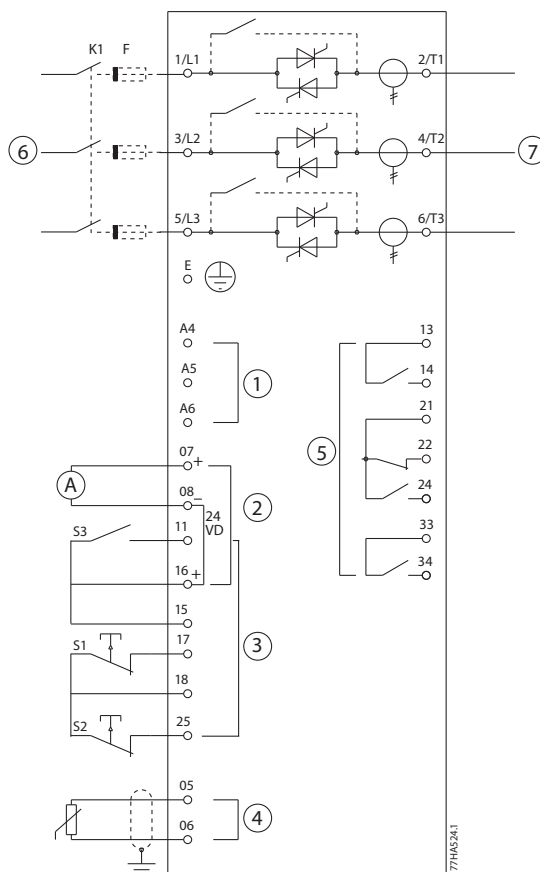 K1 F 1/L1 2/T1
6 3/L2 4/T2 7
5/L3 6/T3
E
A4 13
A5 1 14
A6 21
07 + 5 22
A 08 – 24 VD 2 24
S3 11 33
16 + 34
15
S1 17 3
18
S2 25
05
06 4
77HA524.1